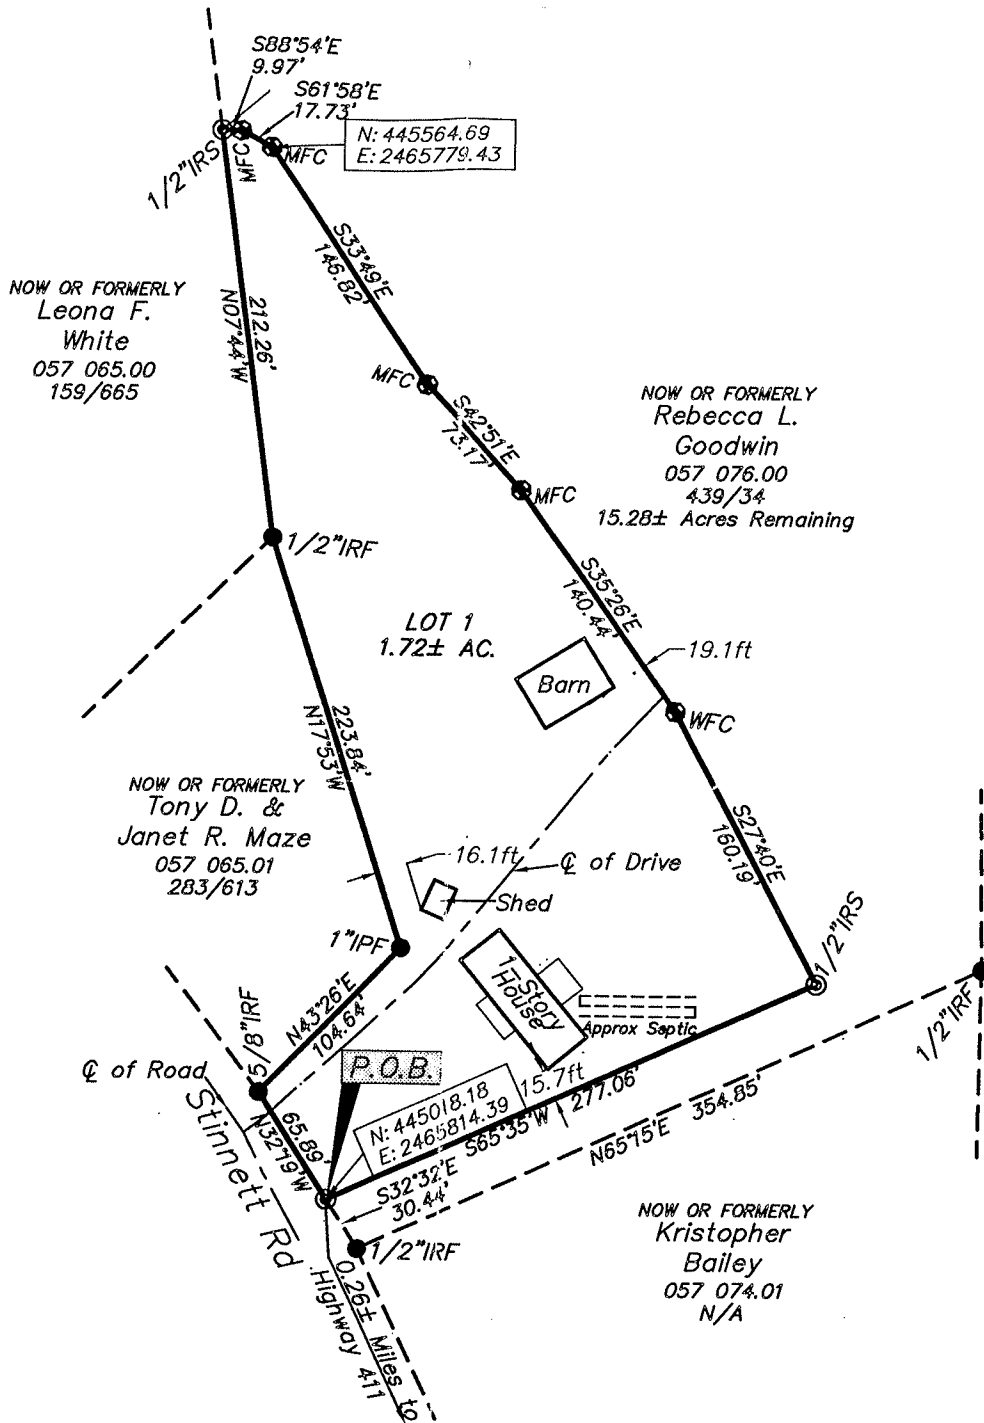 S88°54'E
9.97'
S61°58'E
17.73'
N: 445564.69
E: 2465779.43
1/2"IRS
MFC
MFC
S33°49'E
146.82'
NOW OR FORMERLY
Leona F.
White
057 065.00
159/665
212.26'
N07°44'W
MFC
S42°51'E
73.17'
NOW OR FORMERLY
Rebecca L.
Goodwin
057 076.00
439/34
15.28± Acres Remaining
MFC
1/2"IRF
S35°26'E
140.44'
LOT 1
1.72± AC.
19.1ft
Barn
WFC
223.84'
N17°53'W
NOW OR FORMERLY
Tony D. &
Janet R. Maze
057 065.01
283/613
S27°40'E
160.19'
16.1ft
℄ of Drive
Shed
1"IPF
1/2"IRS
1-Story
House
Approx Septic
N43°26'E
104.64'
5/8"IRF
1/2"IRF
℄ of Road
P.O.B.
Stinnett Rd
65.89'
N32°19'W
N: 445018.18
E: 2465814.39
15.7ft
277.06'
S65°35'W
354.85'
N65°15'E
S32°32'E
30.44'
1/2"IRF
NOW OR FORMERLY
Kristopher
Bailey
057 074.01
N/A
0.26± Miles to
Highway 411